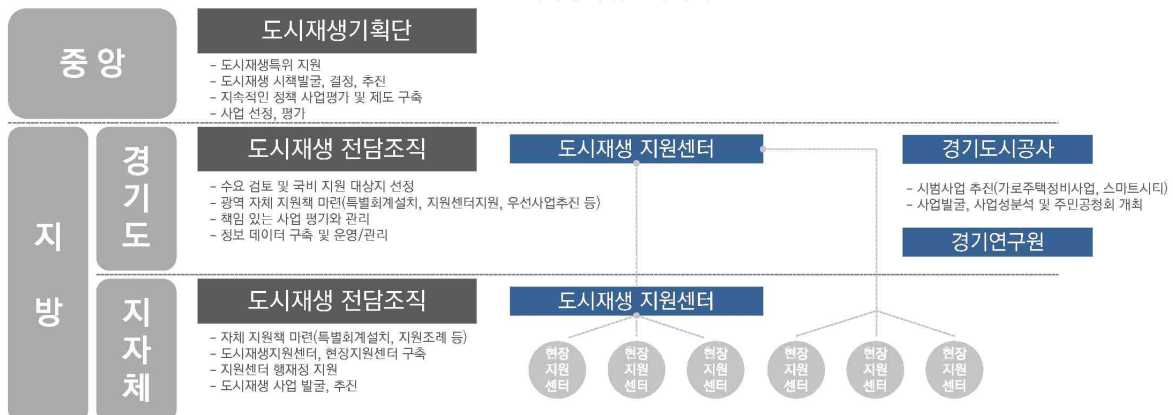 중 앙
도시재생기획단
- 도시재생특위 지원
- 도시재생 시책발굴, 결정, 추진
- 지속적인 정책 사업평가 및 제도 구축
- 사업 선정, 평가
지
방
경
기
도
도시재생 전담조직
- 수요 검토 및 국비 지원 대상지 선정
- 광역 자체 지원책 마련(특별회계설치, 지원센터지원, 우선사업추진 등)
- 책임 있는 사업 평가와 관리
- 정보 데이터 구축 및 운영/관리
도시재생 지원센터
경기도시공사
- 시범사업 추진(가로주택정비사업, 스마트시티)
- 사업발굴, 사업성분석 및 주민공청회 개최
경기연구원
지
자
체
도시재생 전담조직
- 자체 지원책 마련(특별회계설치, 지원조례 등)
- 도시재생지원센터, 현장지원센터 구축
- 지원센터 행재정 지원
- 도시재생 사업 발굴, 추진
도시재생 지원센터
현장
지원
센터
현장
지원
센터
현장
지원
센터
현장
지원
센터
현장
지원
센터
현장
지원
센터